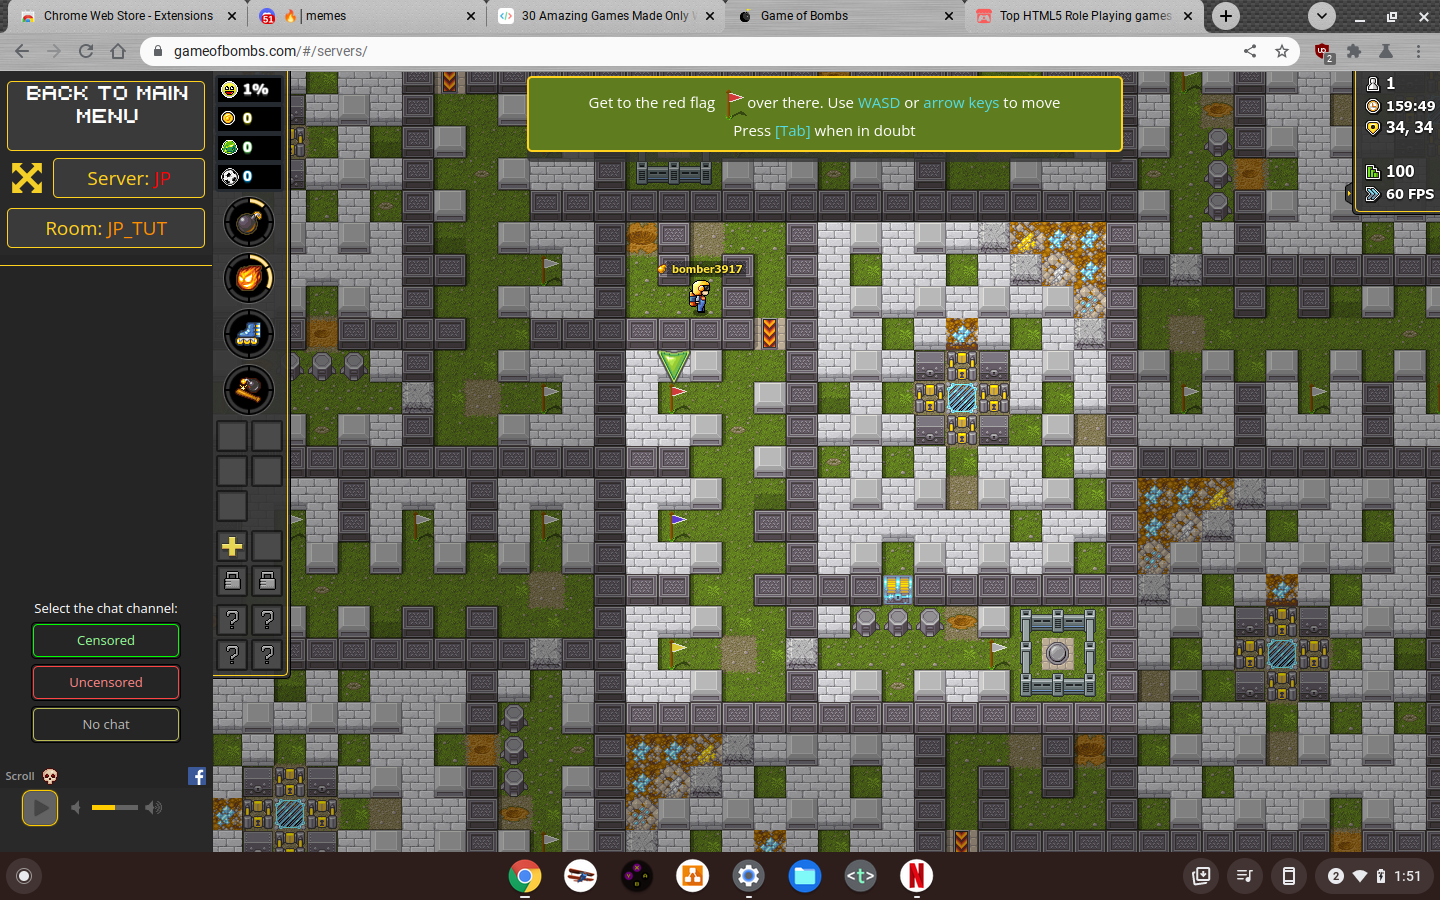 Chrome Web Store - Extensions
51
🔥 | memes
30 Amazing Games Made Only
Game of Bombs
Top HTML5 Role Playing games
gameofbombs.com/#/servers/
2
BACK TO MAIN
MENU
Server: JP
Room: JP_TUT
1%
0
0
0
Get to the red flag over there. Use WASD or arrow keys to move
Press [Tab] when in doubt
1
159:49
34, 34
100
60 FPS
bomber3917
Select the chat channel:
Censored
Uncensored
No chat
Scroll
? ?
? ?
2
1:51